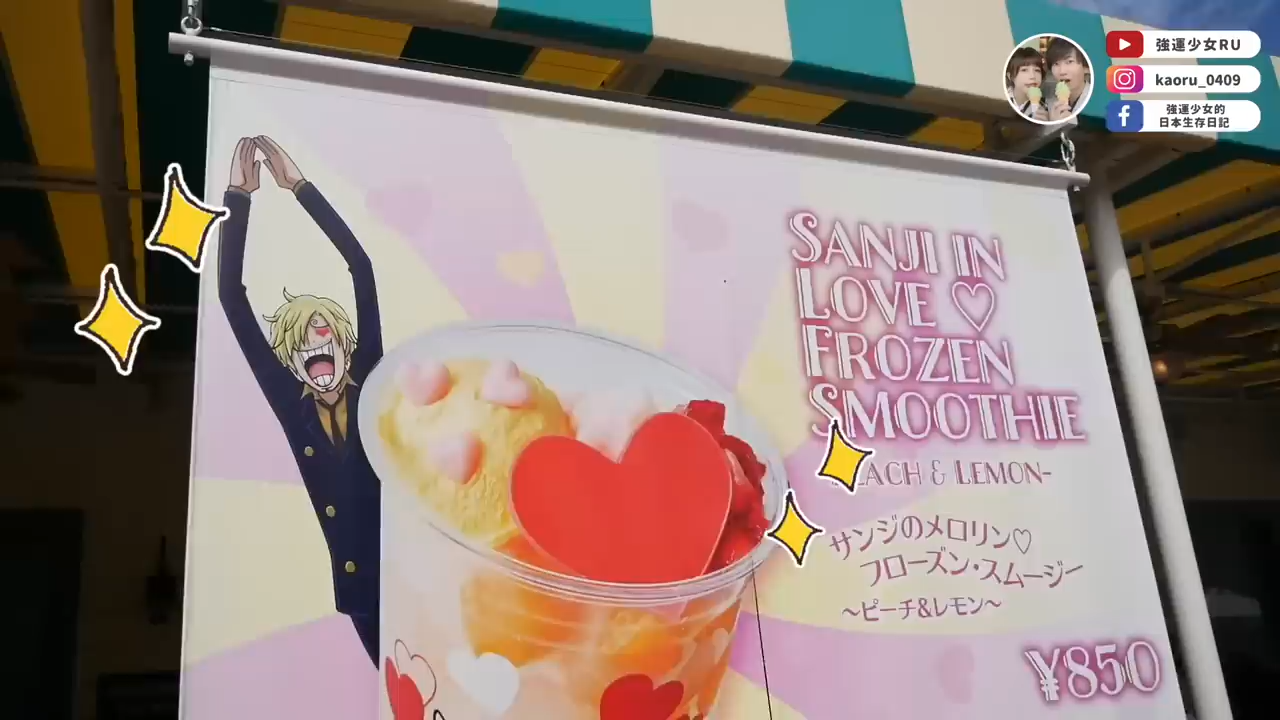 強運少女RU
kaoru_0409
強運少女的
日本生存日記
SANJI IN
LOVE♡
FROZEN
SMOOTHIE
& LEMON-
サンジのメロリン♡
フローズン・スムージー
～ピーチ&レモン～
¥850